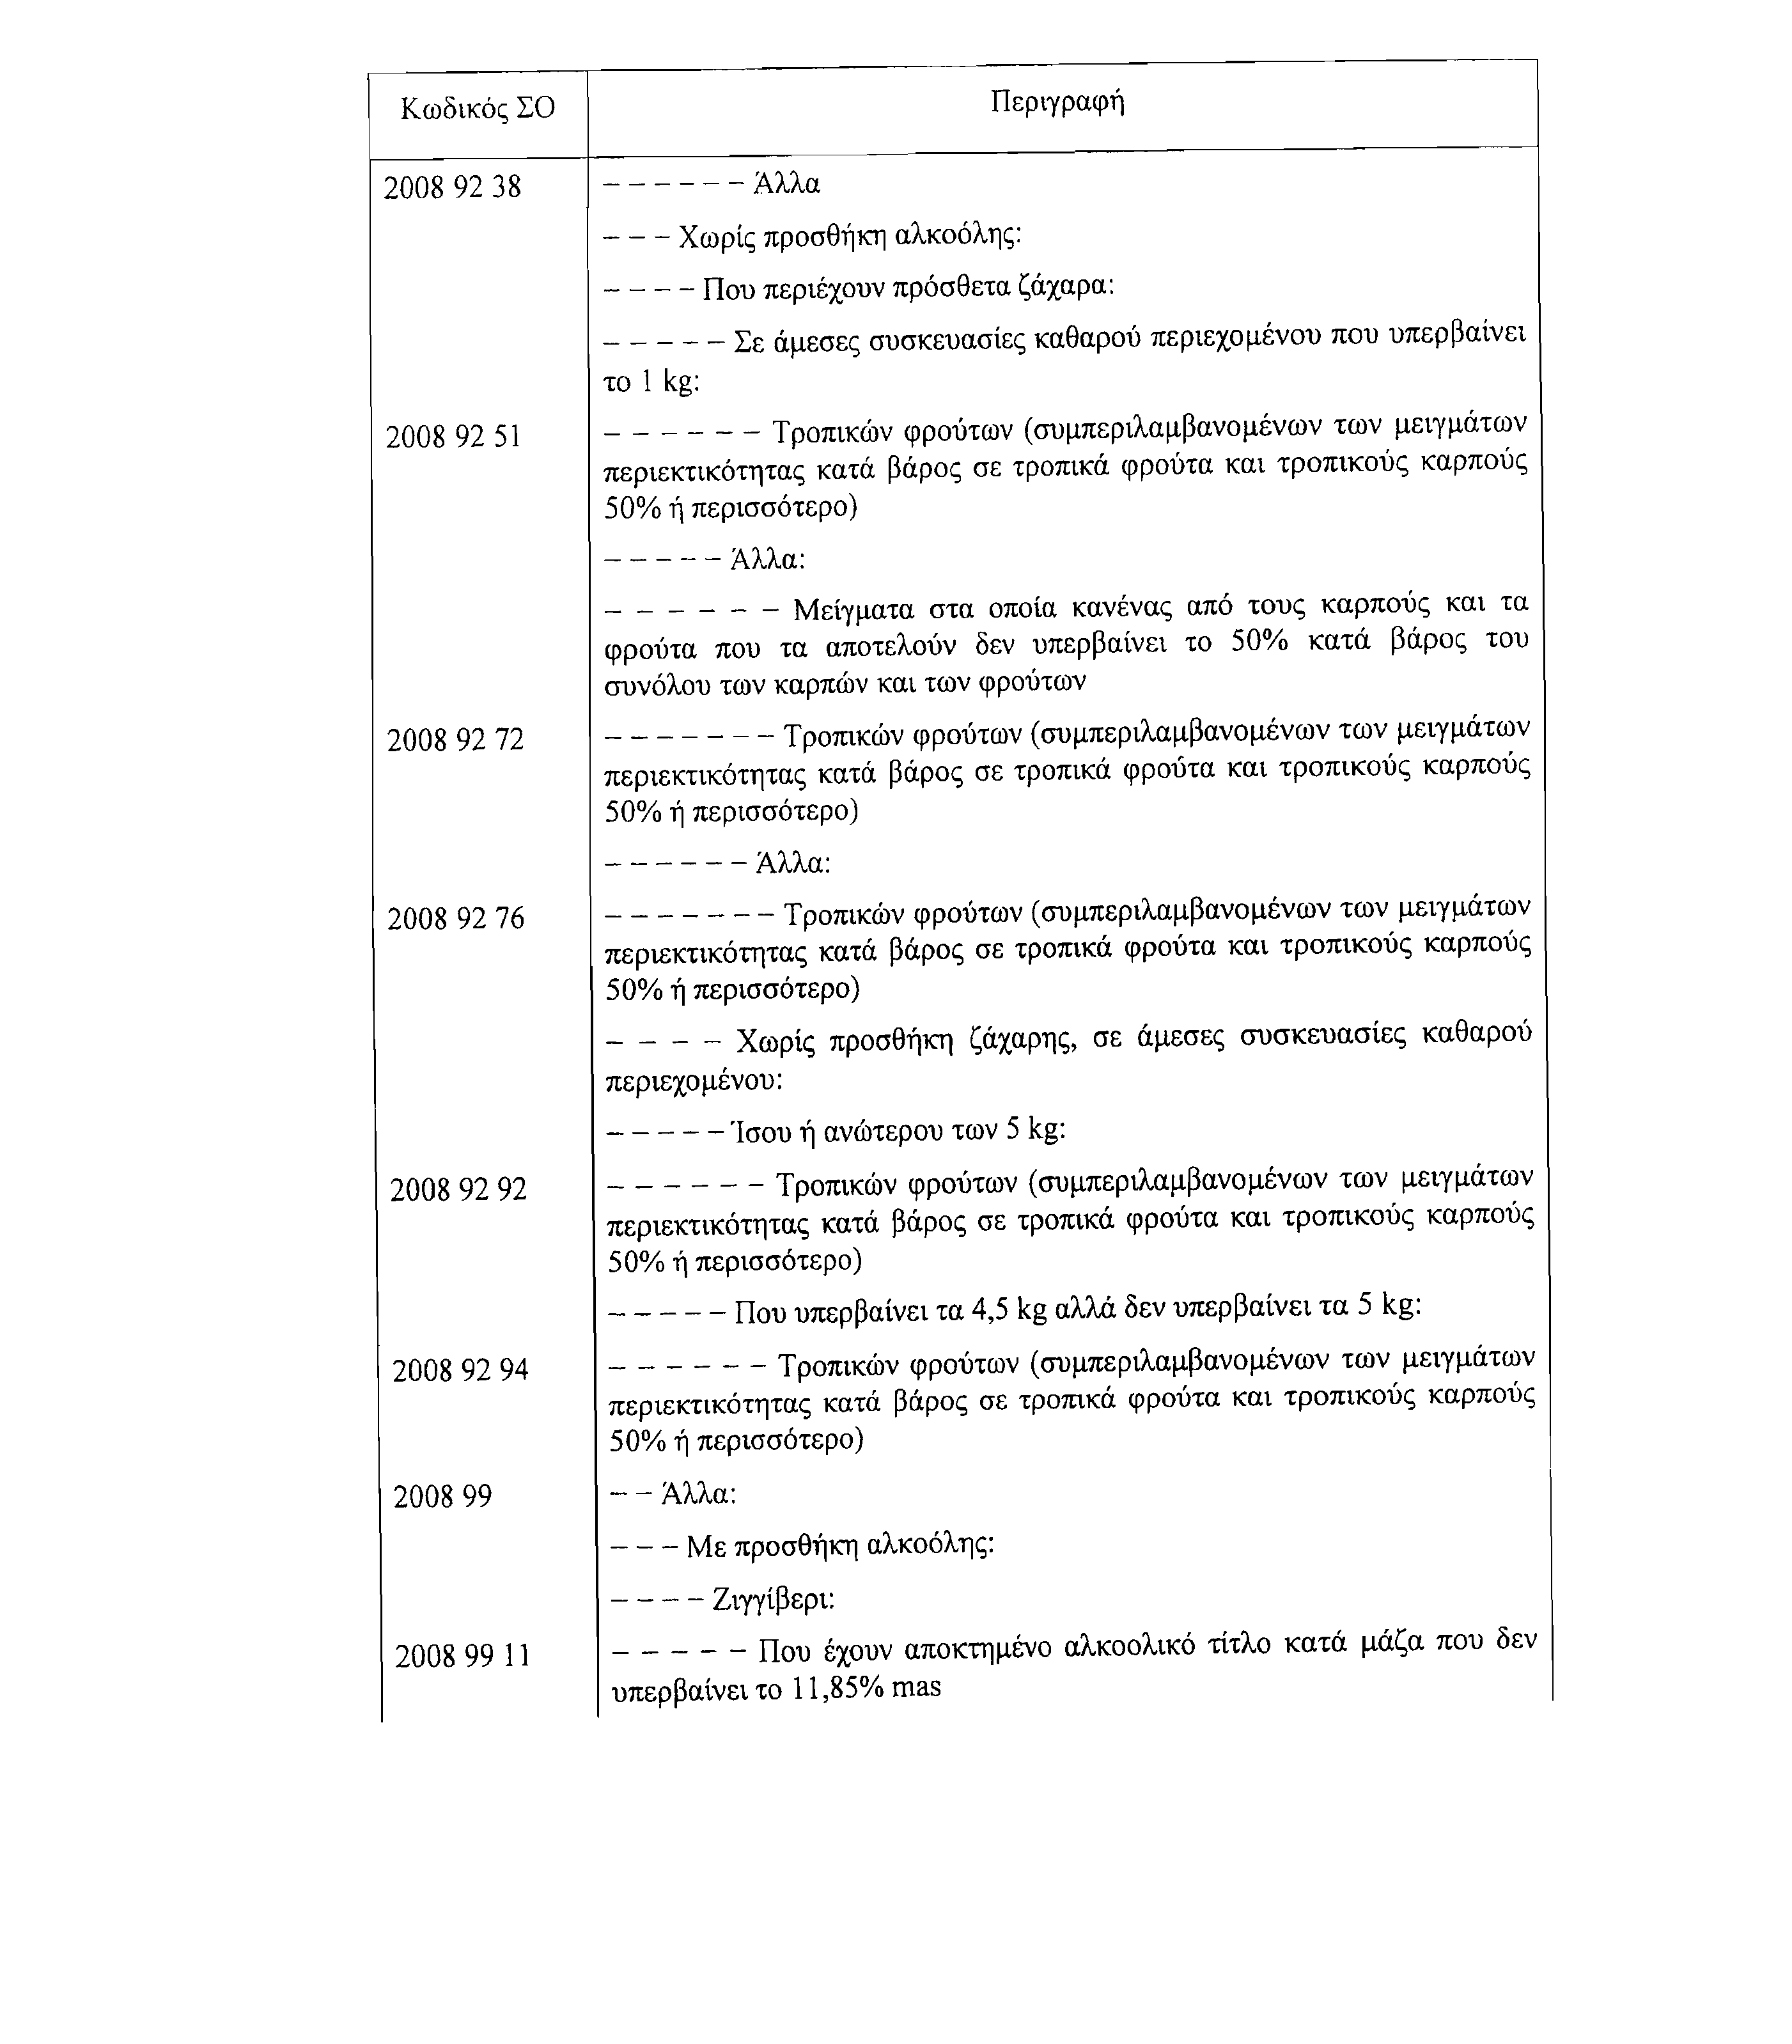 Κωδικός ΣΟ
Περιγραφή
2008 92 38
– – – – – – Άλλα
– – – Χωρίς προσθήκη αλκοόλης:
– – – – Που περιέχουν πρόσθετα ζάχαρα:
– – – – – Σε άμεσες συσκευασίες καθαρού περιεχομένου που υπερβαίνει
το 1 kg:
2008 92 51
– – – – – – Τροπικών φρούτων (συμπεριλαμβανομένων των μειγμάτων
περιεκτικότητας κατά βάρος σε τροπικά φρούτα και τροπικούς καρπούς
50% ή περισσότερο)
– – – – – Άλλα:
– – – – – – Μείγματα στα οποία κανένας από τους καρπούς και τα
φρούτα που τα αποτελούν δεν υπερβαίνει το 50% κατά βάρος του
συνόλου των καρπών και των φρούτων
2008 92 72
– – – – – – – Τροπικών φρούτων (συμπεριλαμβανομένων των μειγμάτων
περιεκτικότητας κατά βάρος σε τροπικά φρούτα και τροπικούς καρπούς
50% ή περισσότερο)
– – – – – – Άλλα:
2008 92 76
– – – – – – – Τροπικών φρούτων (συμπεριλαμβανομένων των μειγμάτων
περιεκτικότητας κατά βάρος σε τροπικά φρούτα και τροπικούς καρπούς
50% ή περισσότερο)
– – – – Χωρίς προσθήκη ζάχαρης, σε άμεσες συσκευασίες καθαρού
περιεχομένου:
– – – – – Ίσου ή ανώτερου των 5 kg:
2008 92 92
– – – – – – Τροπικών φρούτων (συμπεριλαμβανομένων των μειγμάτων
περιεκτικότητας κατά βάρος σε τροπικά φρούτα και τροπικούς καρπούς
50% ή περισσότερο)
– – – – – Που υπερβαίνει τα 4,5 kg αλλά δεν υπερβαίνει τα 5 kg:
2008 92 94
– – – – – – Τροπικών φρούτων (συμπεριλαμβανομένων των μειγμάτων
περιεκτικότητας κατά βάρος σε τροπικά φρούτα και τροπικούς καρπούς
50% ή περισσότερο)
2008 99
– – Άλλα:
– – – Με προσθήκη αλκοόλης:
– – – – Ζιγγίβερι:
2008 99 11
– – – – – Που έχουν αποκτημένο αλκοολικό τίτλο κατά μάζα που δεν
υπερβαίνει το 11,85% mas